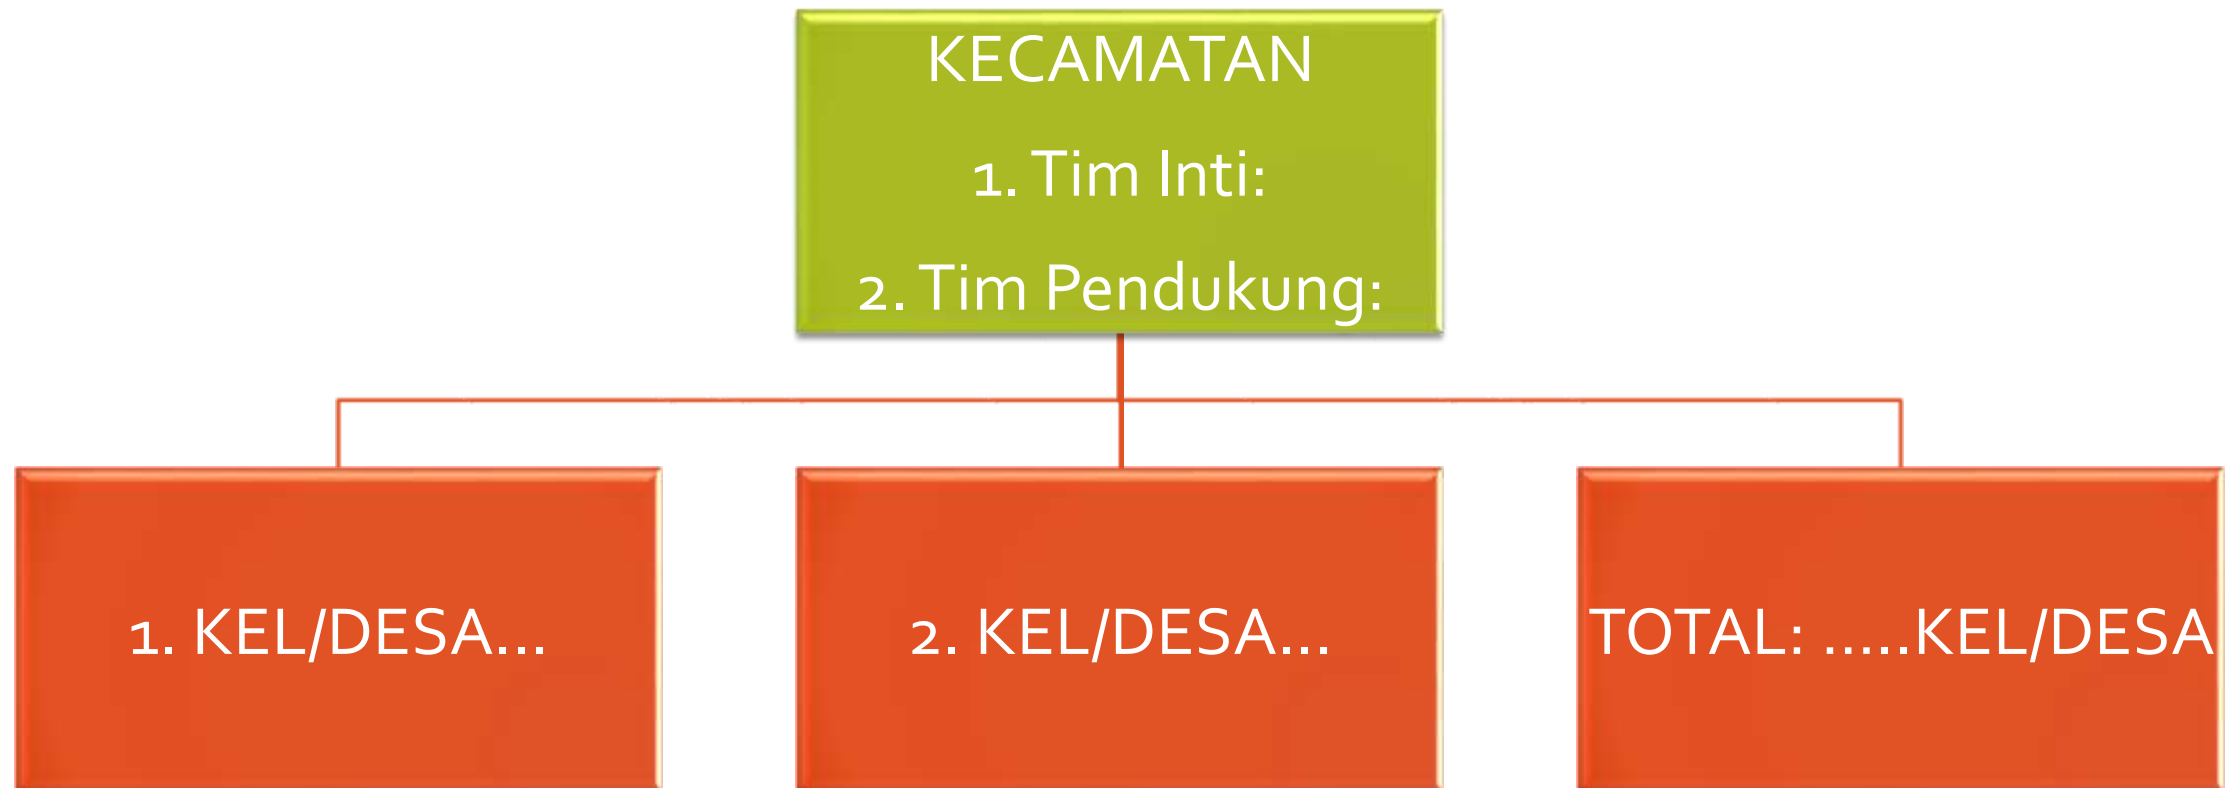 KECAMATAN
1. Tim Inti:
2. Tim Pendukung:
1. KEL/DESA...
2. KEL/DESA...
TOTAL: .....KEL/DESA